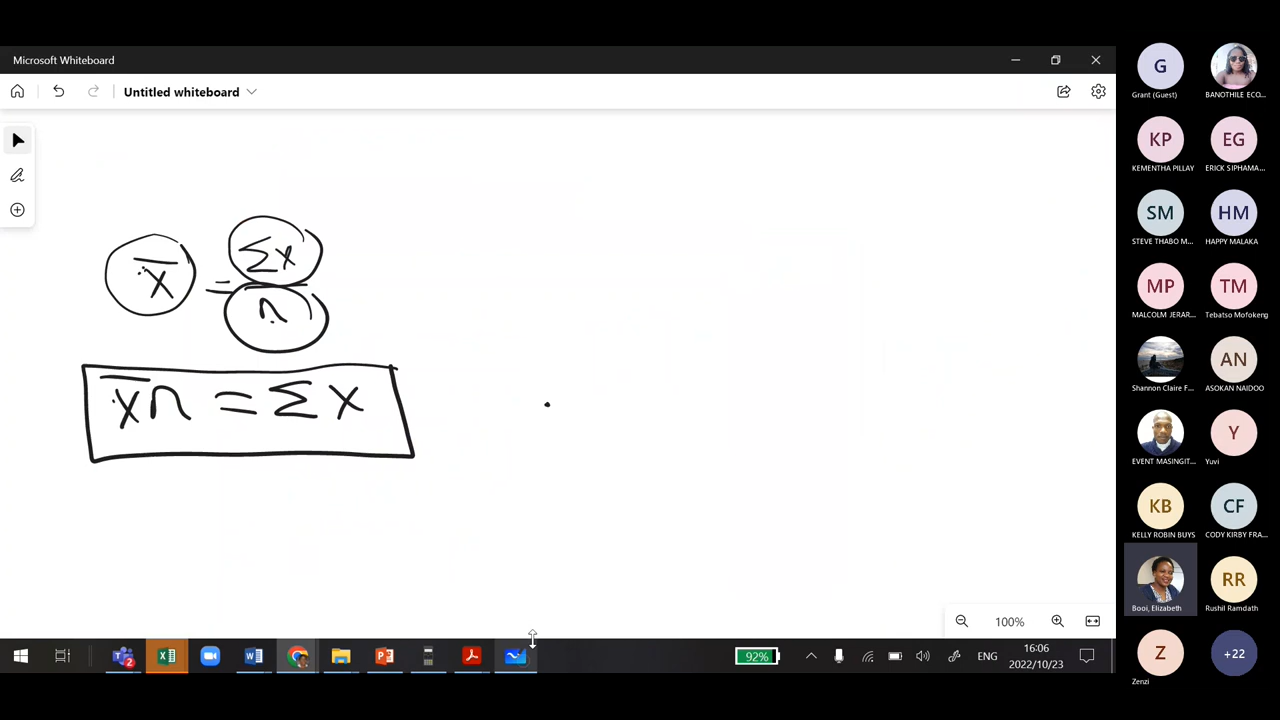 Microsoft Whiteboard
Untitled whiteboard
x̄ = Σx / n
x̄n = Σx
100%
92%
ENG
16:06
2022/10/23
2
G
Grant (Guest)
BANOTHILE ECO...
KP
KEMENTHA PILLAY
EG
ERICK SIPHAMA...
SM
STEVE THABO M...
HM
HAPPY MALAKA
MP
MALCOLM JERAR...
TM
Tebatso Mofokeng
Shannon Claire F...
AN
ASOKAN NAIDOO
EVENT MASINGIT...
Y
Yuvi
KB
KELLY ROBIN BUYS
CF
CODY KIRBY FRA...
Booi, Elizabeth
RR
Rushil Ramdath
Z
Zenzi
+22